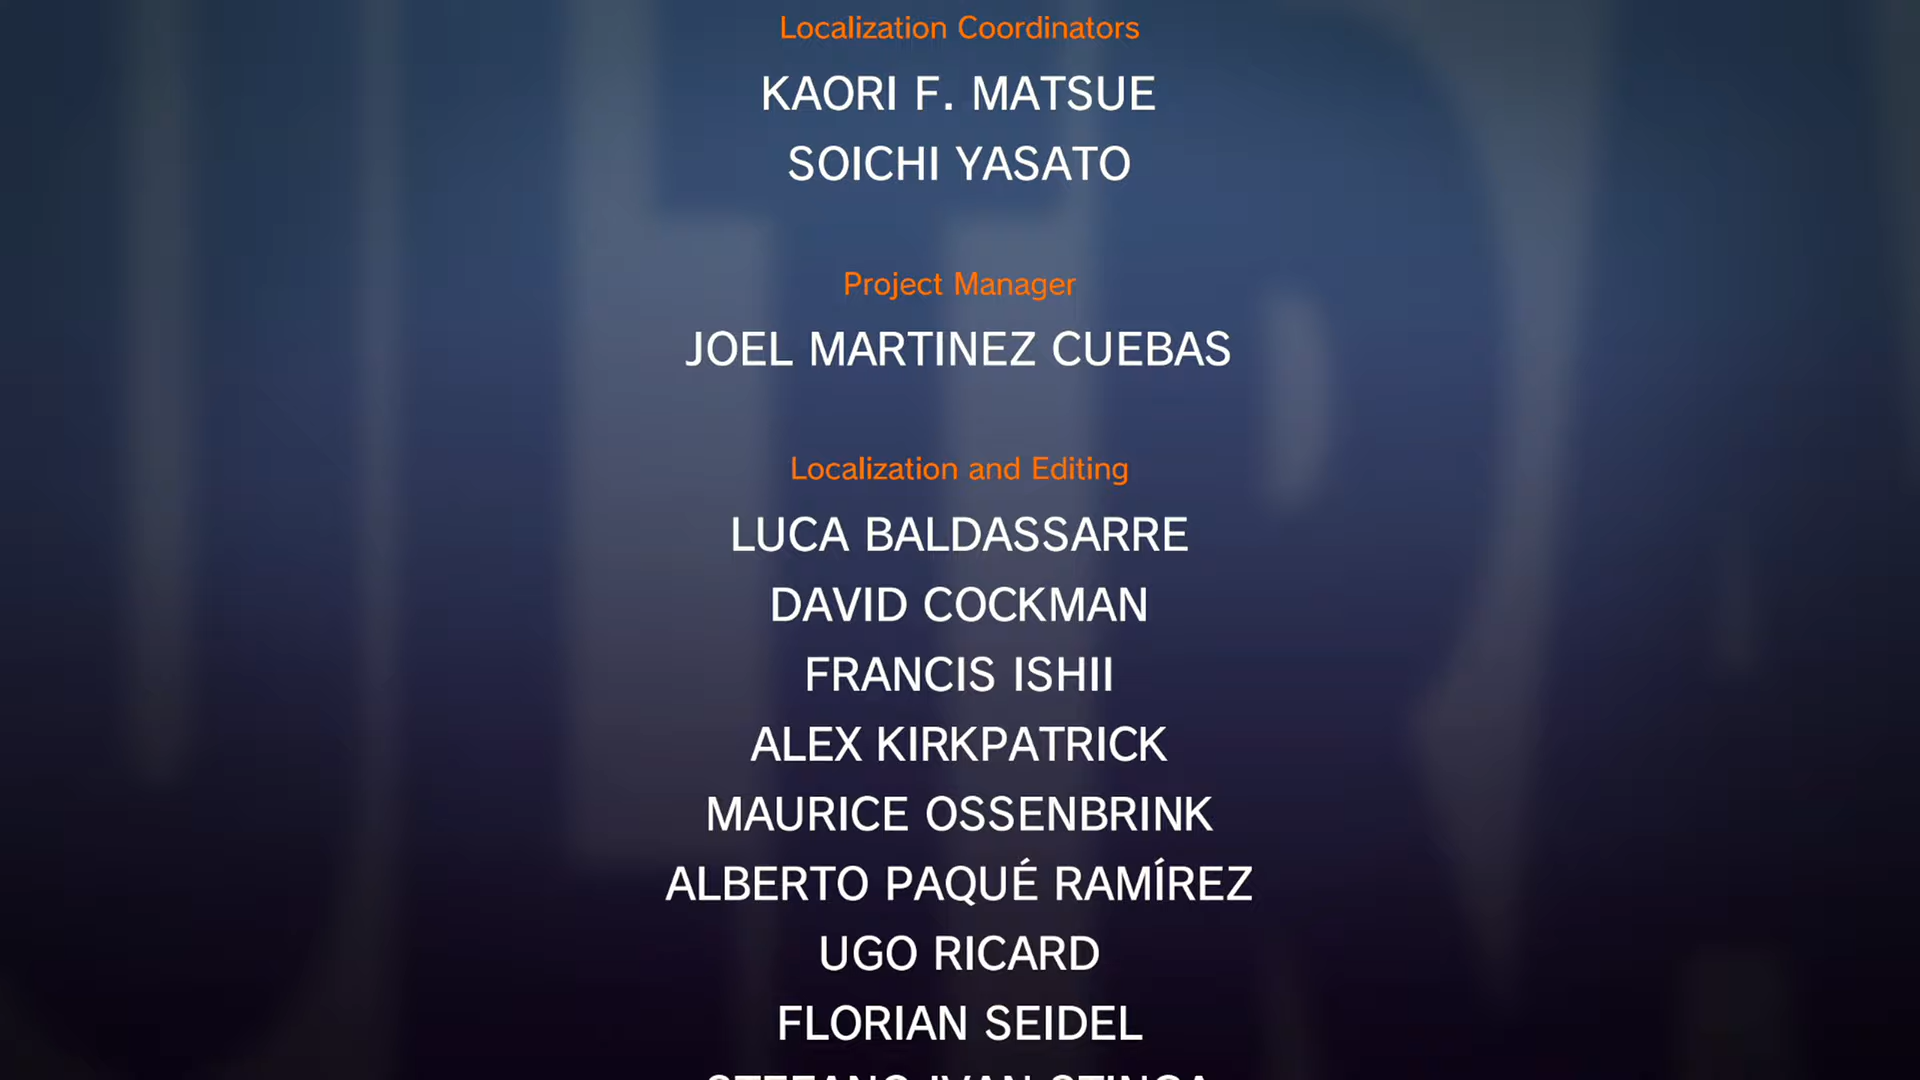 Localization Coordinators
KAORI F. MATSUE
SOICHI YASATO
Project Manager
JOEL MARTINEZ CUEBAS
Localization and Editing
LUCA BALDASSARRE
DAVID COCKMAN
FRANCIS ISHII
ALEX KIRKPATRICK
MAURICE OSSENBRINK
ALBERTO PAQUÉ RAMÍREZ
UGO RICARD
FLORIAN SEIDEL